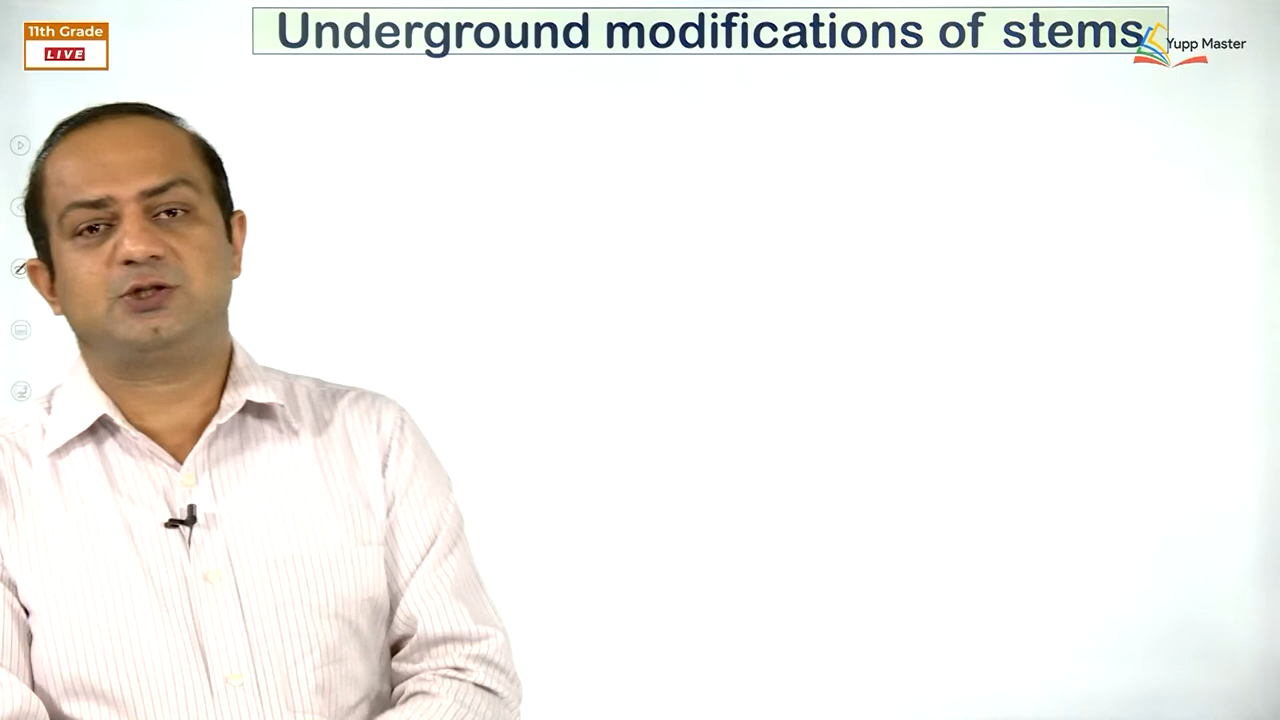 11th Grade
LIVE
Underground modifications of stems
Yupp Master